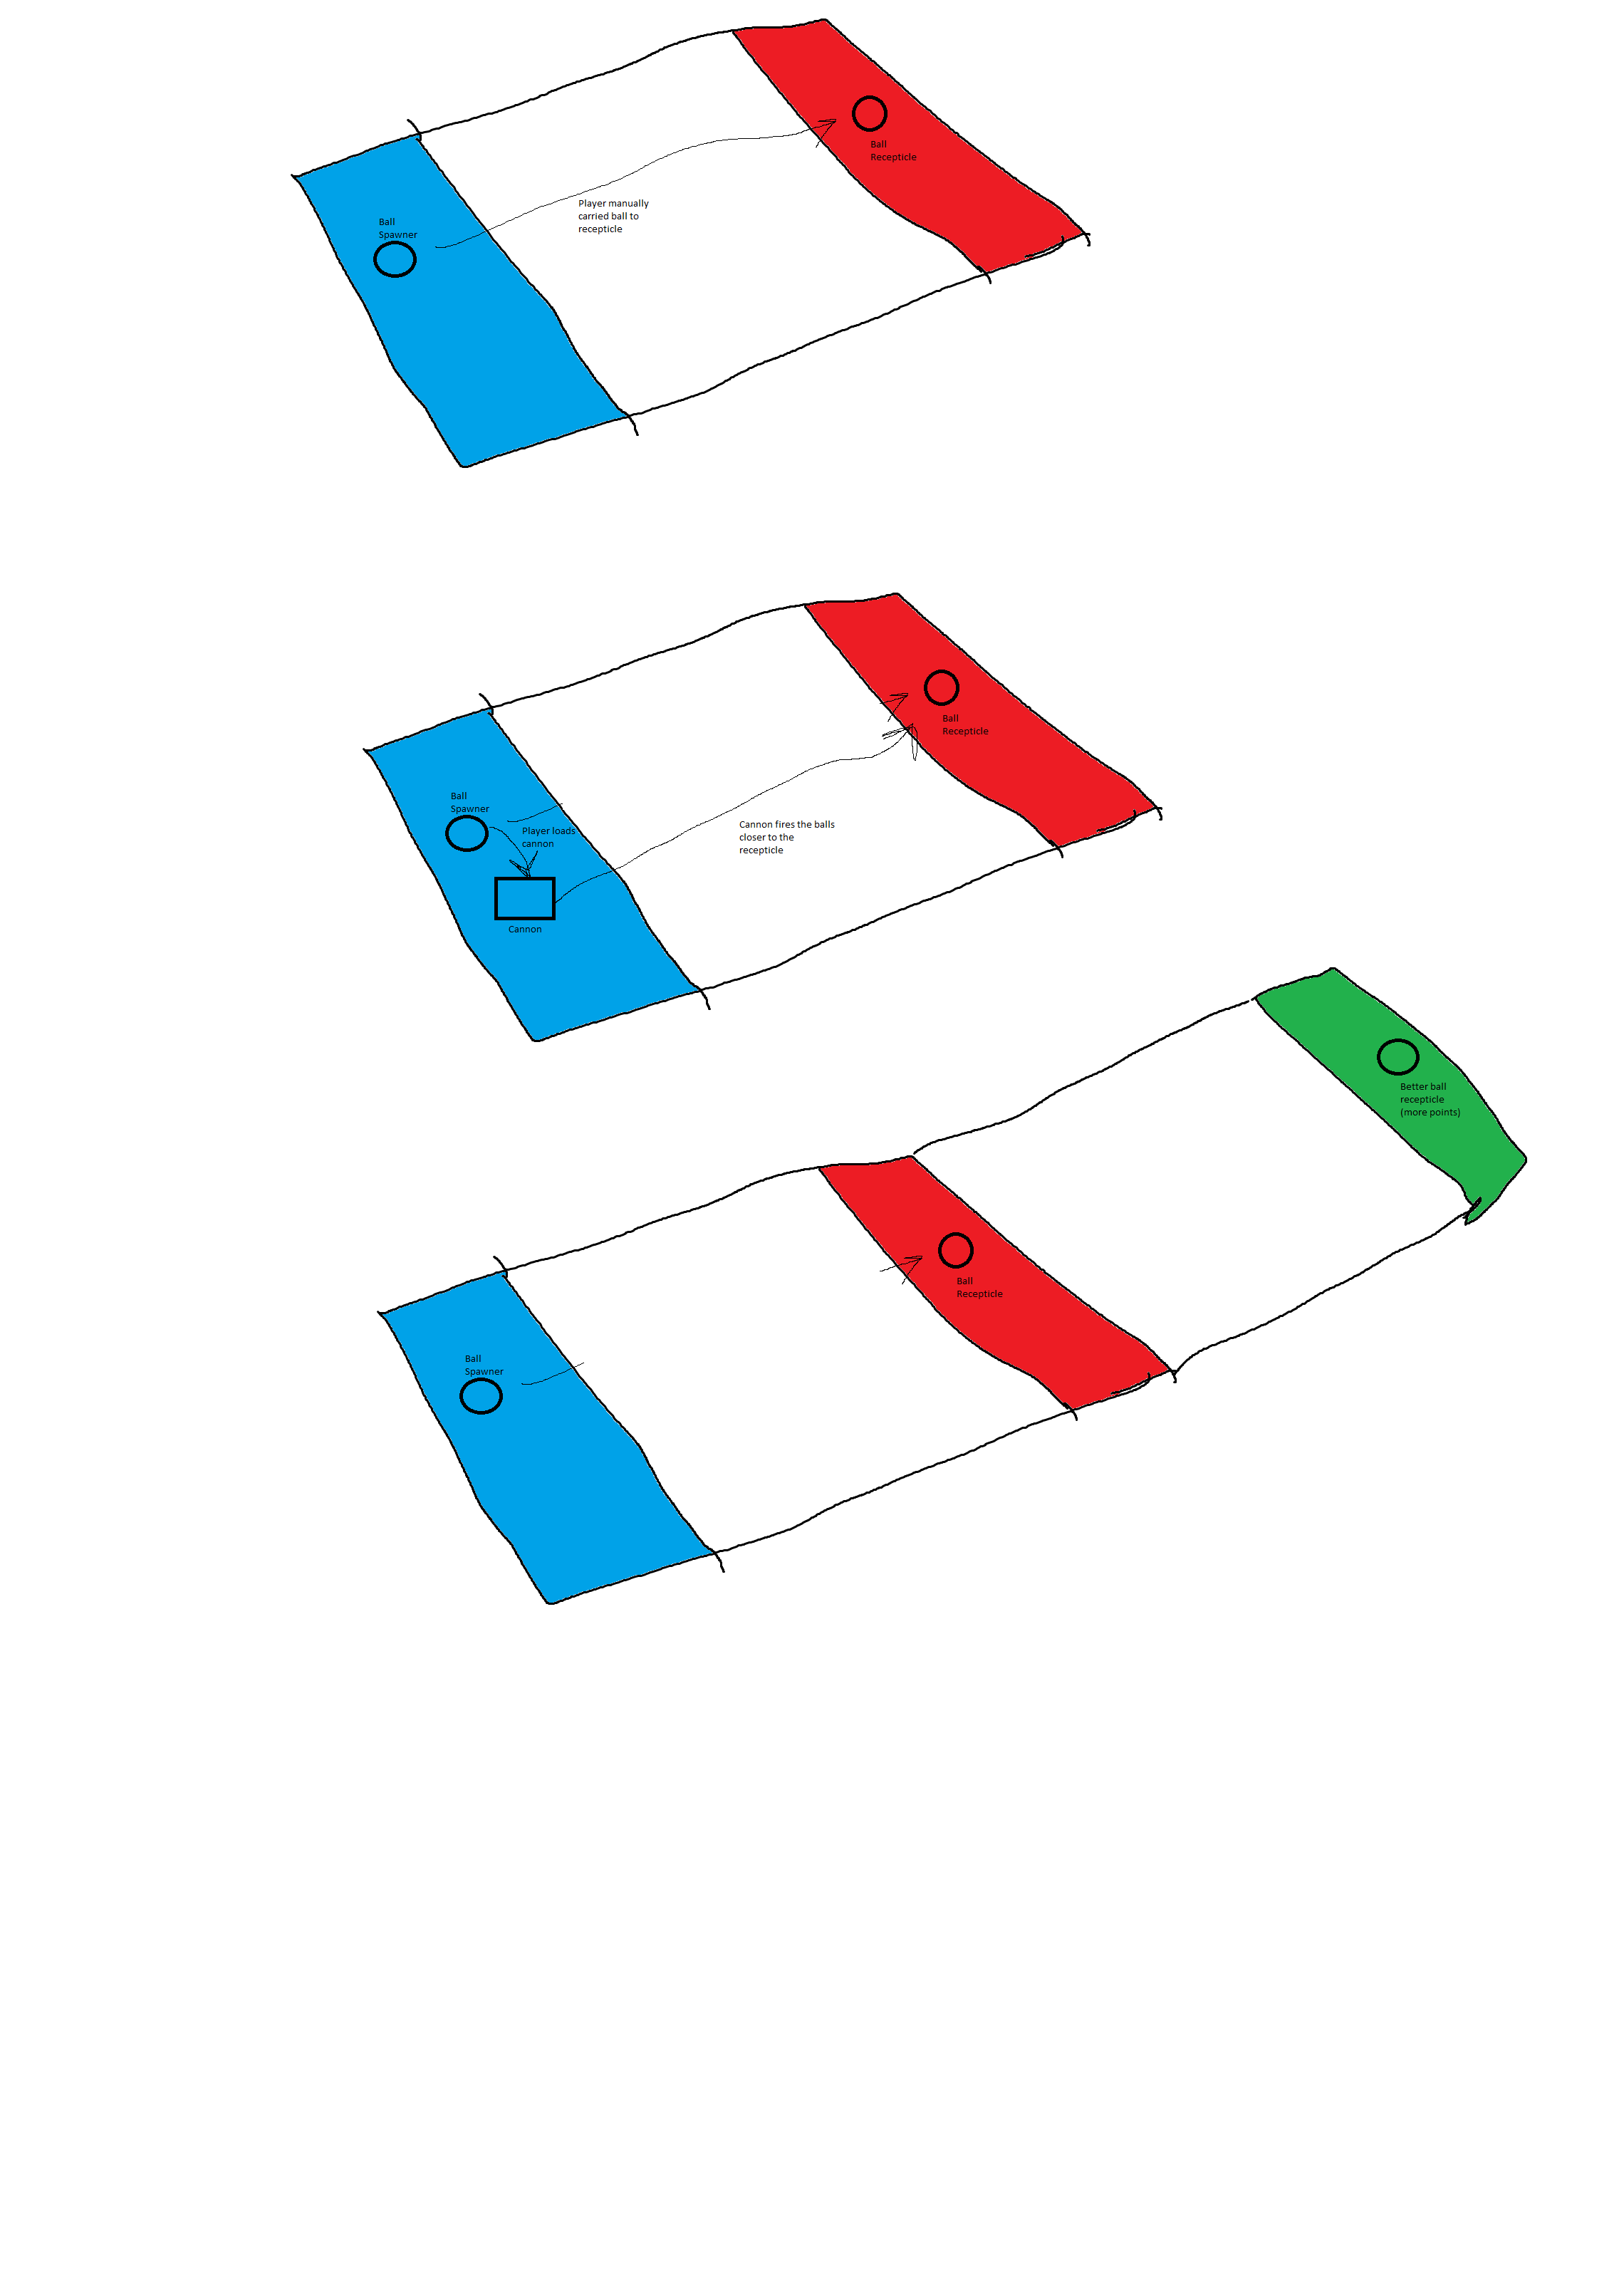 Ball
Recepticle
Player manually
carried ball to
recepticle
Ball
Spawner
Ball
Recepticle
Ball
Spawner
Player loads
cannon
Cannon fires the balls
closer to the
recepticle
Cannon
Better ball
recepticle
(more points)
Ball
Recepticle
Ball
Spawner